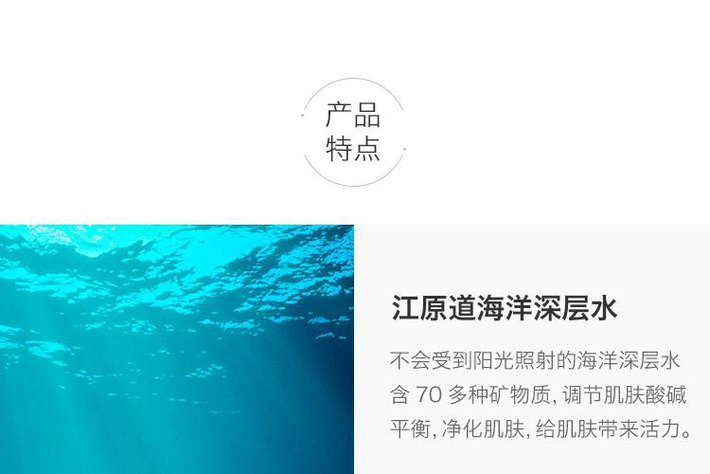 产品
特点
江原道海洋深层水
不会受到阳光照射的海洋深层水
含 70 多种矿物质, 调节肌肤酸碱
平衡, 净化肌肤, 给肌肤带来活力。